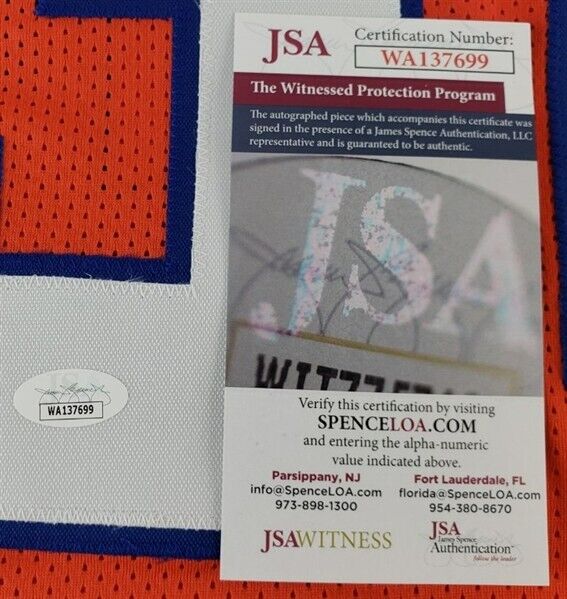 JSA
Certification Number:
WA137699
The Witnessed Protection Program
The autographed piece which accompanies this certificate was
signed in the presence of a James Spence Authentication, LLC
representative and is guaranteed to be authentic.
JSA
Verify this certification by visiting
SPENCELOA.COM
and entering the alpha-numeric
value indicated above.
Parsippany, NJ
info@SpenceLOA.com
973-898-1300
Fort Lauderdale, FL
florida@SpenceLOA.com
954-380-8670
JSAWITNESS
JSA
James Spence
Authentication
follow the leader
WA137699